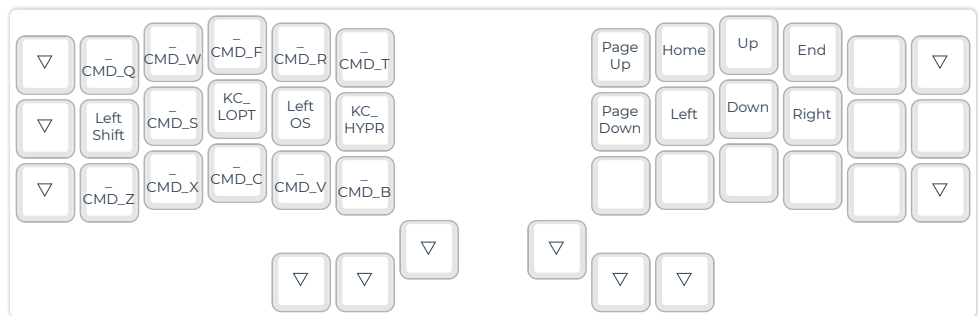 ▽
_
CMD_Q
_
CMD_W
_
CMD_F
_
CMD_R
_
CMD_T
Page
Up
Home
Up
End
▽
▽
Left
Shift
_
CMD_S
KC_
LOPT
Left
OS
KC_
HYPR
Page
Down
Left
Down
Right
▽
_
CMD_Z
_
CMD_X
_
CMD_C
_
CMD_V
_
CMD_B
▽
▽
▽
▽
▽
▽
▽